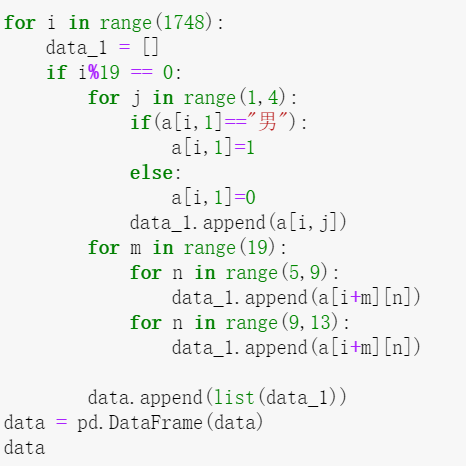 for i in range(1748):
    data_1 = []
    if i%19 == 0:
        for j in range(1,4):
            if(a[i,1]=="男"):
                a[i,1]=1
            else:
                a[i,1]=0
            data_1.append(a[i,j])
        for m in range(19):
            for n in range(5,9):
                data_1.append(a[i+m][n])
            for n in range(9,13):
                data_1.append(a[i+m][n])

        data.append(list(data_1))
data = pd.DataFrame(data)
data